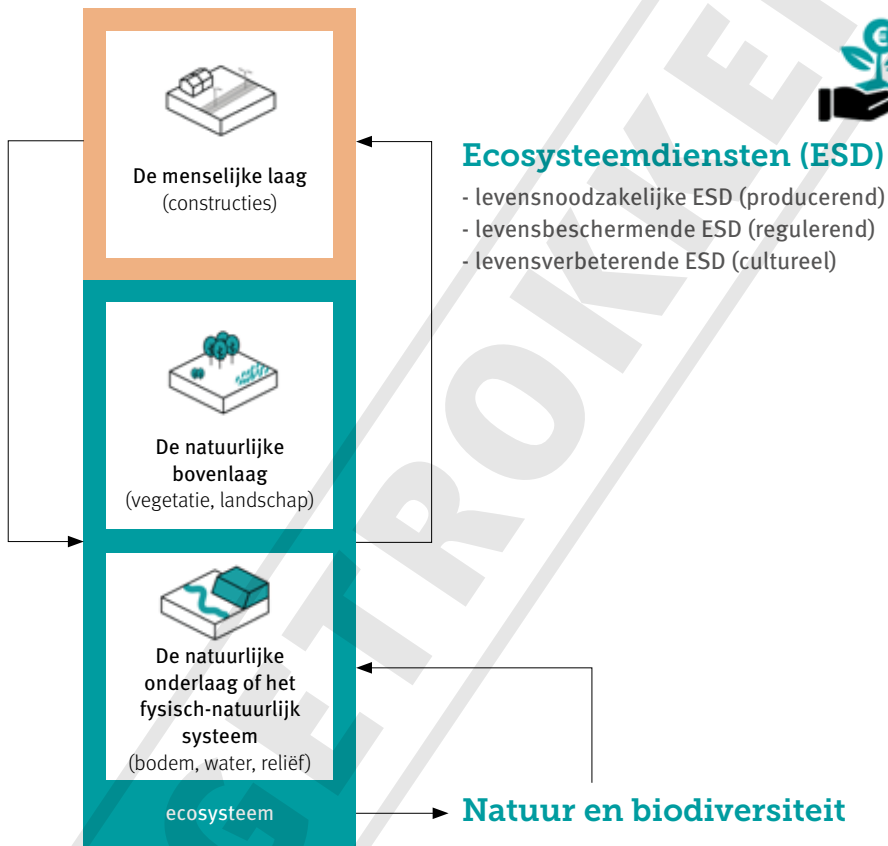 De menselijke laag
(constructies)
Ecosysteemdiensten (ESD)
- levensnoodzakelijke ESD (producerend)
- levensbeschermende ESD (regulerend)
- levensverbeterende ESD (cultureel)
De natuurlijke
bovenlaag
(vegetatie, landschap)
De natuurlijke
onderlaag of het
fysisch-natuurlijk
systeem
(bodem, water, reliëf)
ecosysteem
Natuur en biodiversiteit
GETROKKE